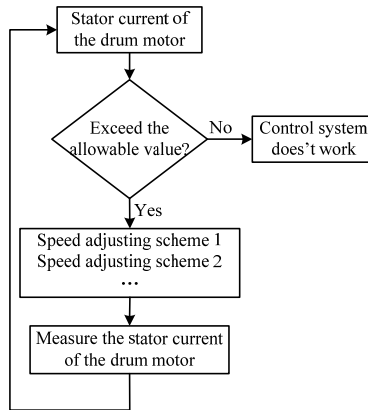 Stator current of
the drum motor
Exceed the
allowable value?
No
Control system
does't work
Yes
Speed adjusting scheme 1
Speed adjusting scheme 2
...
Measure the stator current
of the drum motor